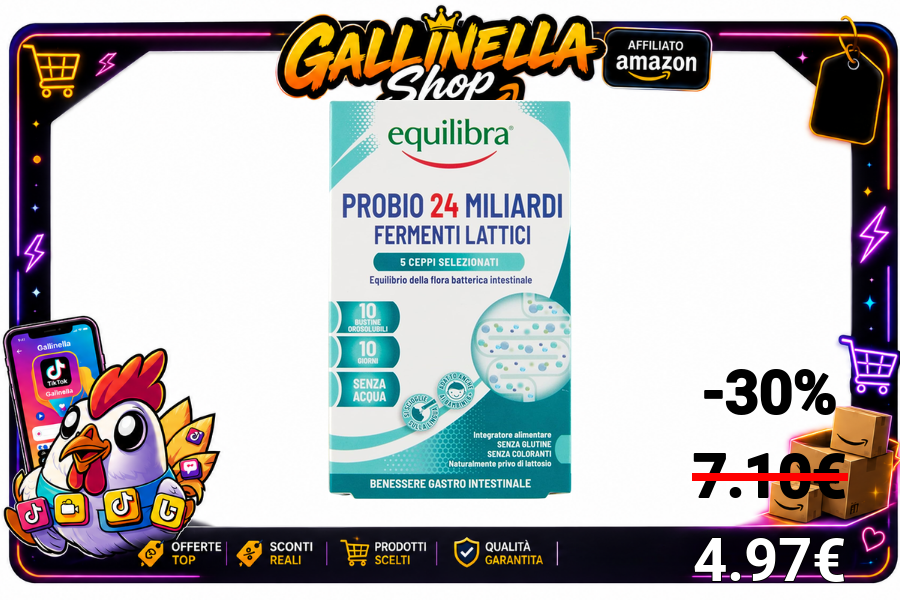 GALLINELLA
Shop
AFFILIATO
amazon
equilibra®
PROBIO 24 MILIARDI
FERMENTI LATTICI
5 CEPPI SELEZIONATI
Equilibrio della flora batterica intestinale
10
BUSTINE
OROSOLUBILI
10
GIORNI
SENZA
ACQUA
Integratore alimentare
SENZA GLUTINE
SENZA COLORANTI
Naturalmente privo di lattosio
BENESSERE GASTRO INTESTINALE
Gallinella
TikTok
Gallinella
-30%
7.10€
4.97€
OFFERTE
TOP
SCONTI
REALI
PRODOTTI
SCELTI
QUALITÀ
GARANTITA